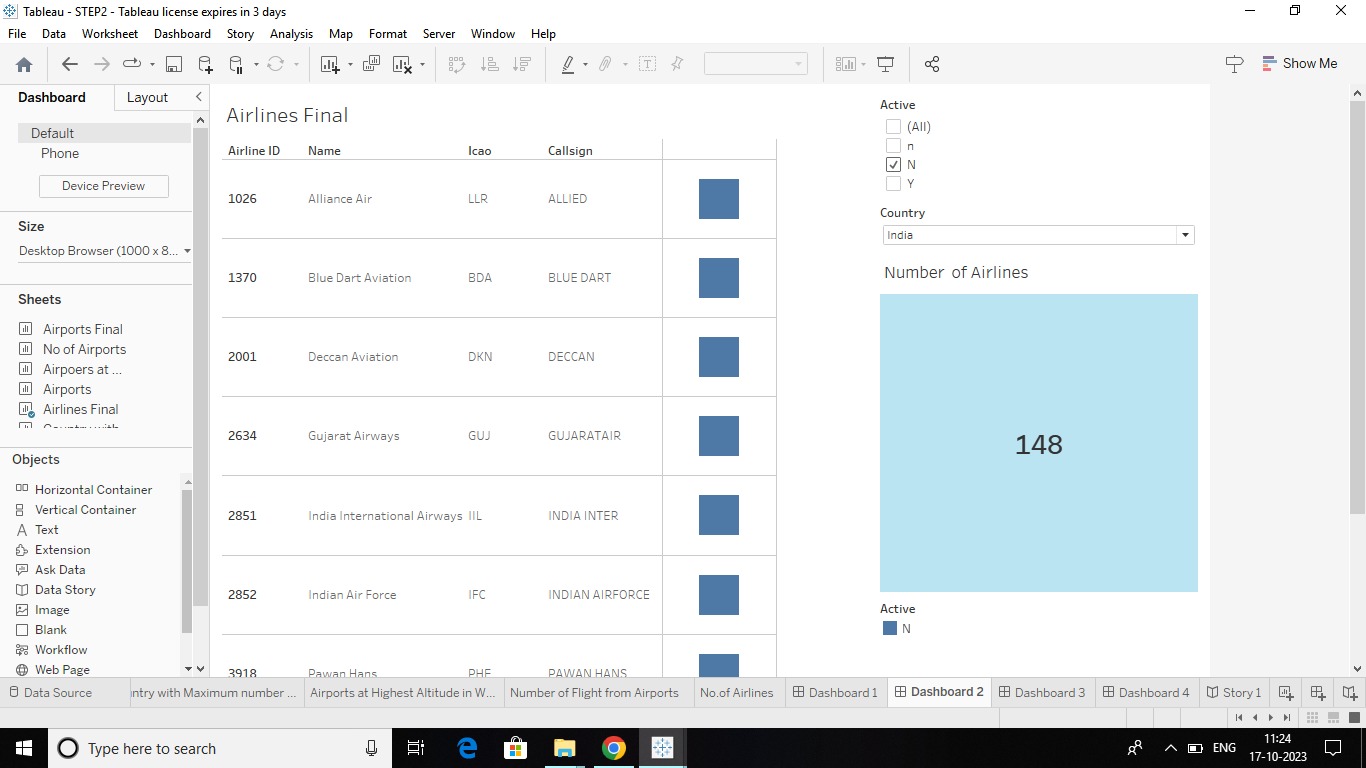 Tableau - STEP2 - Tableau license expires in 3 days
File Data Worksheet Dashboard Story Analysis Map Format Server Window Help
Show Me
Dashboard Layout
Default
Phone
Device Preview
Size
Desktop Browser (1000 x 8...
Sheets
Airports Final
No of Airports
Airpoers at ...
Airports
Airlines Final
Country with
Objects
Horizontal Container
Vertical Container
Text
Extension
Ask Data
Data Story
Image
Blank
Workflow
Web Page
Airlines Final
Airline ID Name Icao Callsign
1026 Alliance Air LLR ALLIED
1370 Blue Dart Aviation BDA BLUE DART
2001 Deccan Aviation DKN DECCAN
2634 Gujarat Airways GUJ GUJARATAIR
2851 India International Airways IIL INDIA INTER
2852 Indian Air Force IFC INDIAN AIRFORCE
3918 Pawan Hans PHE PAWAN HANS
Active
(All)
n
N
Y
Country
India
Number of Airlines
148
Active
N
Data Source ntry with Maximum number ... Airports at Highest Altitude in W... Number of Flight from Airports No.of Airlines Dashboard 1 Dashboard 2 Dashboard 3 Dashboard 4 Story 1
Type here to search
ENG
11:24
17-10-2023